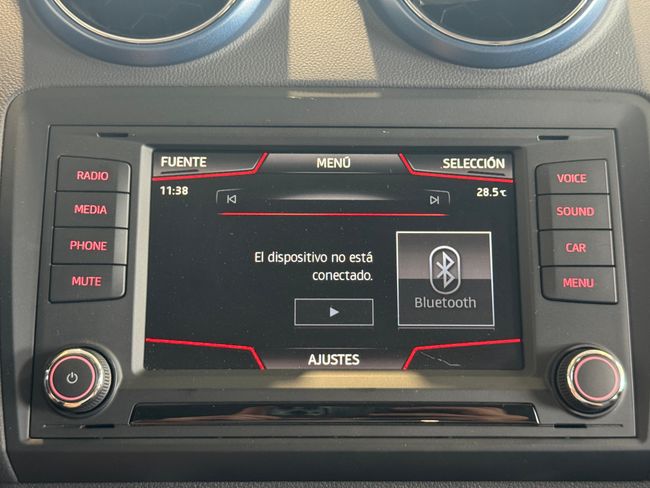 FUENTE MENÚ SELECCIÓN
11:38 28.5°C
El dispositivo no está
conectado.
Bluetooth
AJUSTES
RADIO
MEDIA
PHONE
MUTE
VOICE
SOUND
CAR
MENU